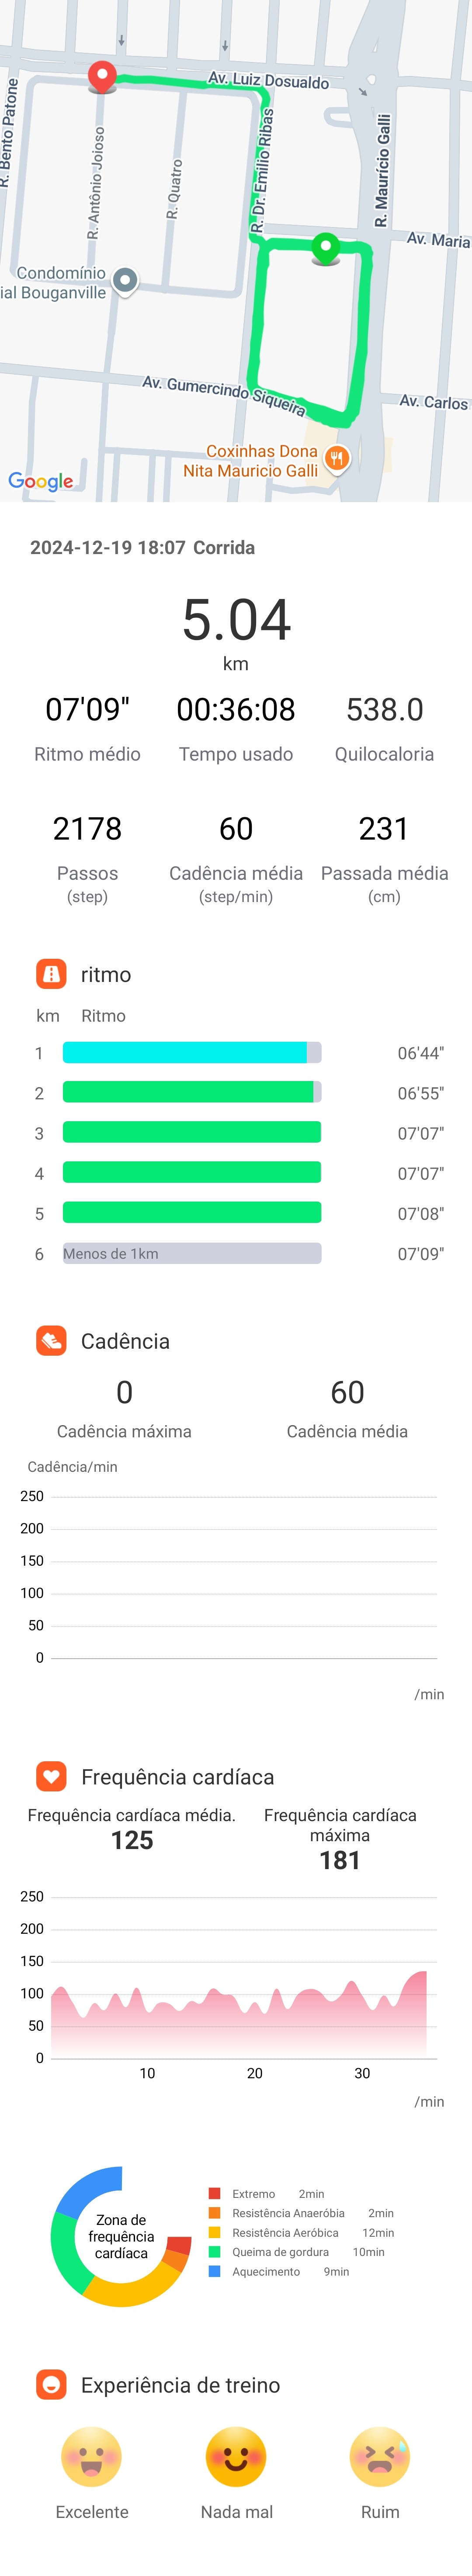 Av. Luiz Dosualdo
R. Bento Patone
R. Antônio Joioso
R. Quatro
R. Dr. Emílio Ribas
R. Maurício Galli
Av. Maria
Condomínio
ial Bouganville
Av. Gumercindo Siqueira
Av. Carlos
Coxinhas Dona
Nita Mauricio Galli
Google
2024-12-19 18:07 Corrida
5.04
km
07'09" 00:36:08 538.0
Ritmo médio Tempo usado Quilocaloria
2178 60 231
Passos Cadência média Passada média
(step) (step/min) (cm)
ritmo
km Ritmo
1 06'44"
2 06'55"
3 07'07"
4 07'07"
5 07'08"
6 Menos de 1km 07'09"
Cadência
0 60
Cadência máxima Cadência média
Cadência/min
250
200
150
100
50
0
/min
Frequência cardíaca
Frequência cardíaca média. Frequência cardíaca
máxima
125
181
250
200
150
100
50
0
10 20 30
/min
Zona de
frequência
cardíaca
Extremo 2min
Resistência Anaeróbia 2min
Resistência Aeróbica 12min
Queima de gordura 10min
Aquecimento 9min
Experiência de treino
Excelente Nada mal Ruim